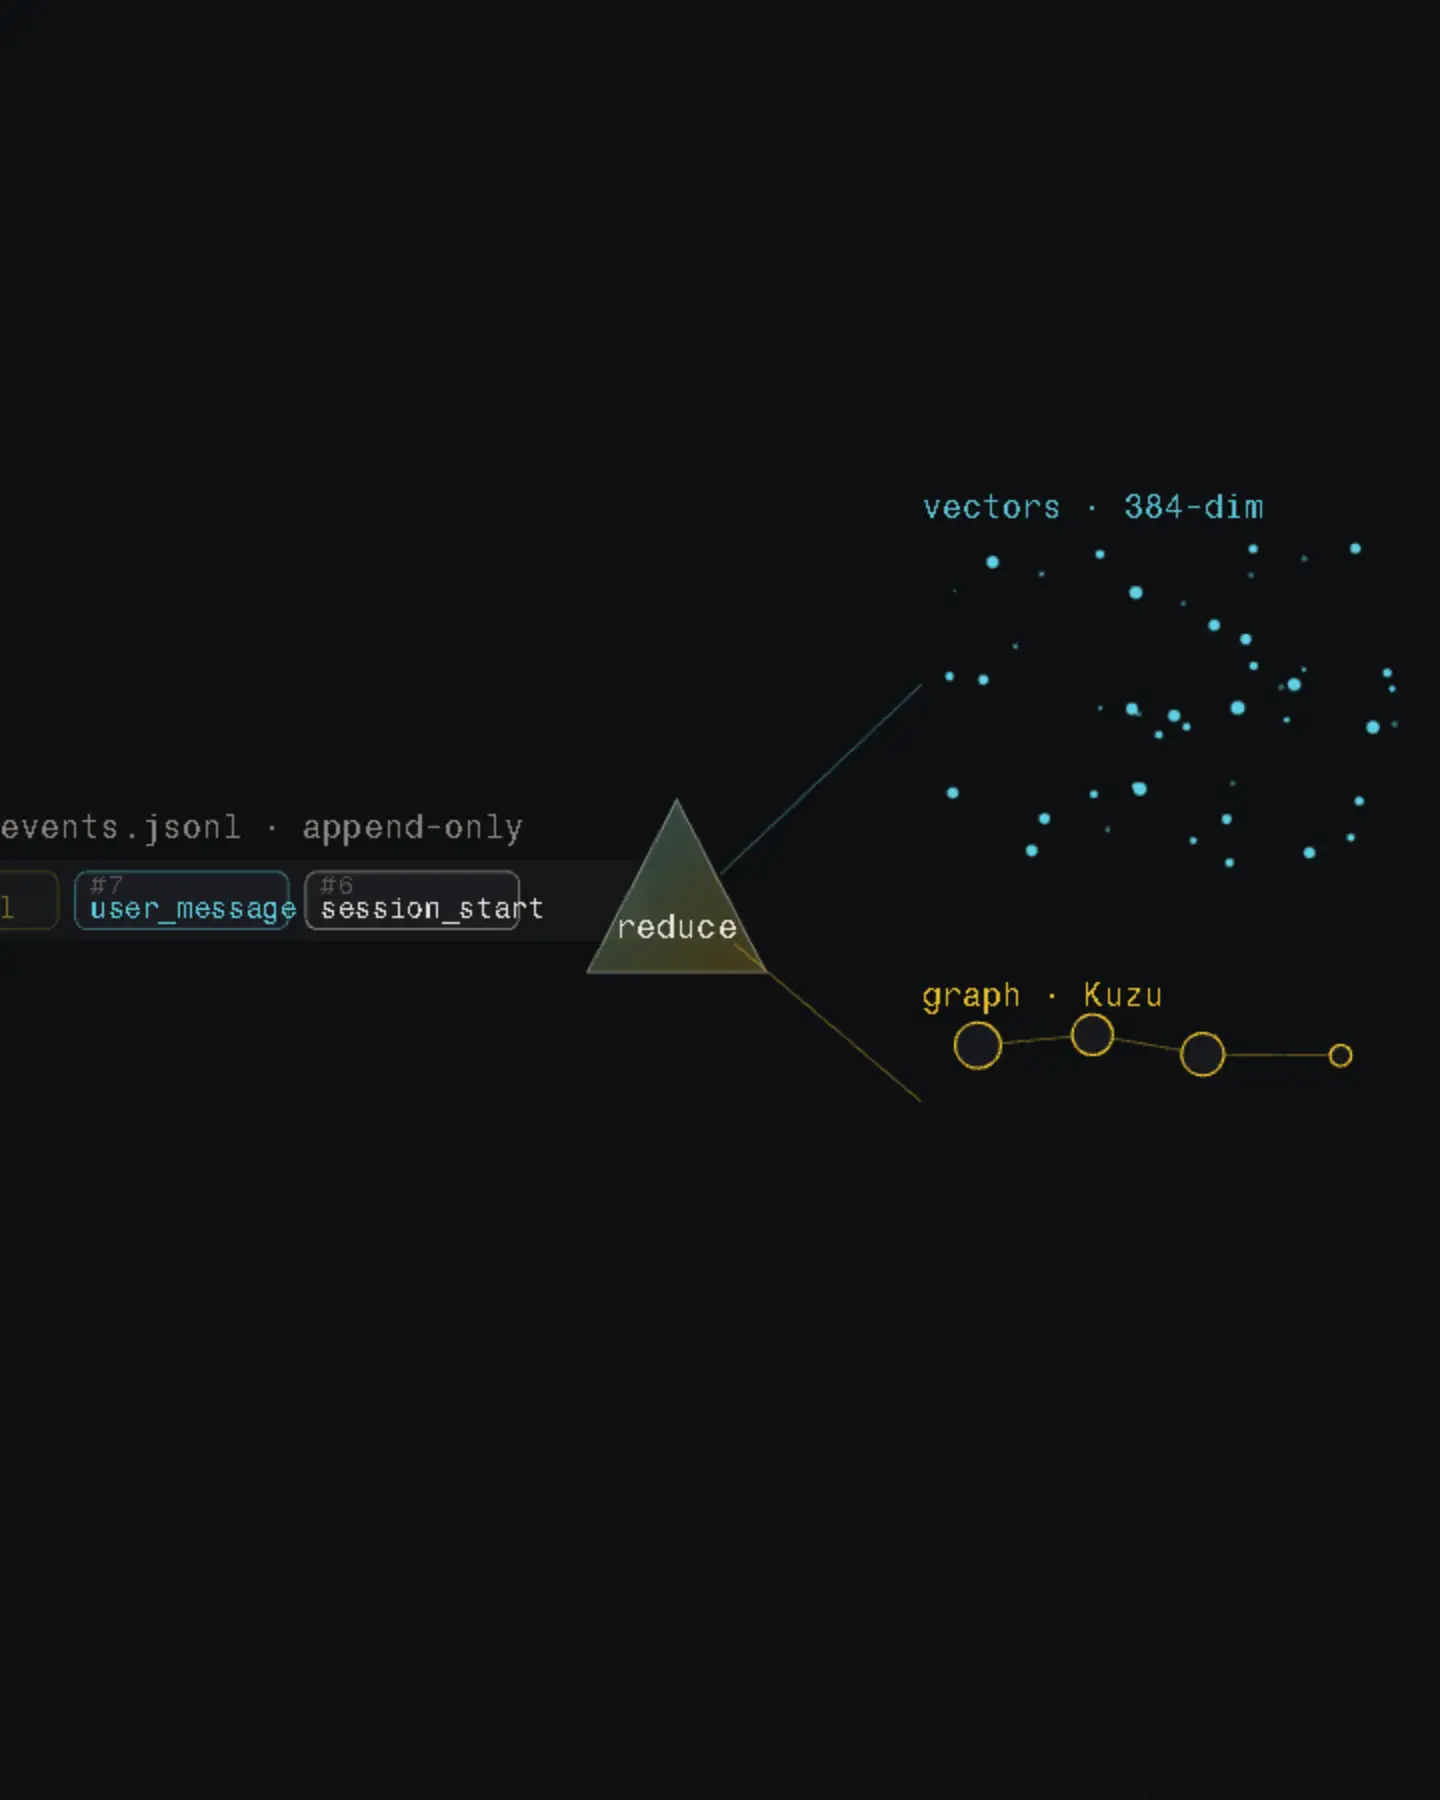 vectors · 384-dim
events.jsonl · append-only
l
#7
user_message
#6
session_start
reduce
graph · Kuzu